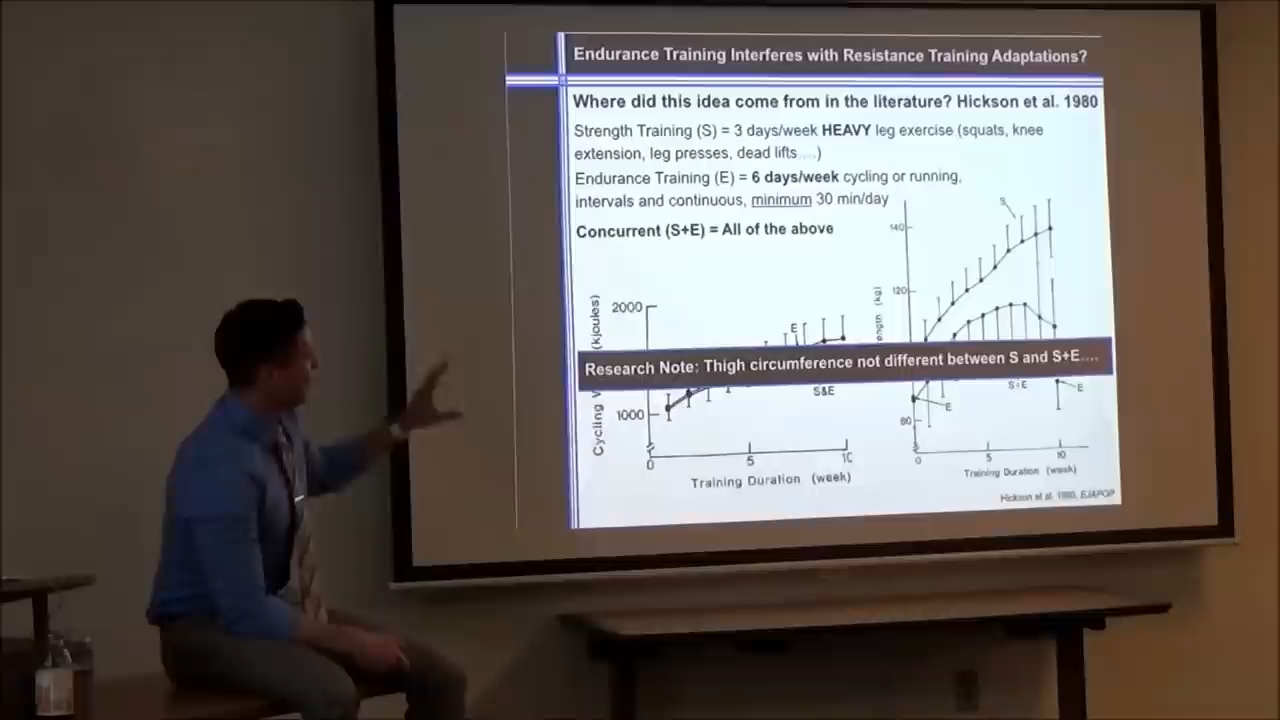 Endurance Training Interferes with Resistance Training Adaptations?
Where did this idea come from in the literature? Hickson et al. 1980
Strength Training (S) = 3 days/week HEAVY leg exercise (squats, knee
extension, leg presses, dead lifts....)
Endurance Training (E) = 6 days/week cycling or running,
intervals and continuous, minimum 30 min/day
Concurrent (S+E) = All of the above
2000
(kjoules)
Cycling
E
Research Note: Thigh circumference not different between S and S+E....
S&E
1000
0
5
10
Training Duration (week)
S
140
120
(kg)
S+E
E
E
80
0
5
10
Training Duration (week)
Hickson et al. 1980, EJAPOP